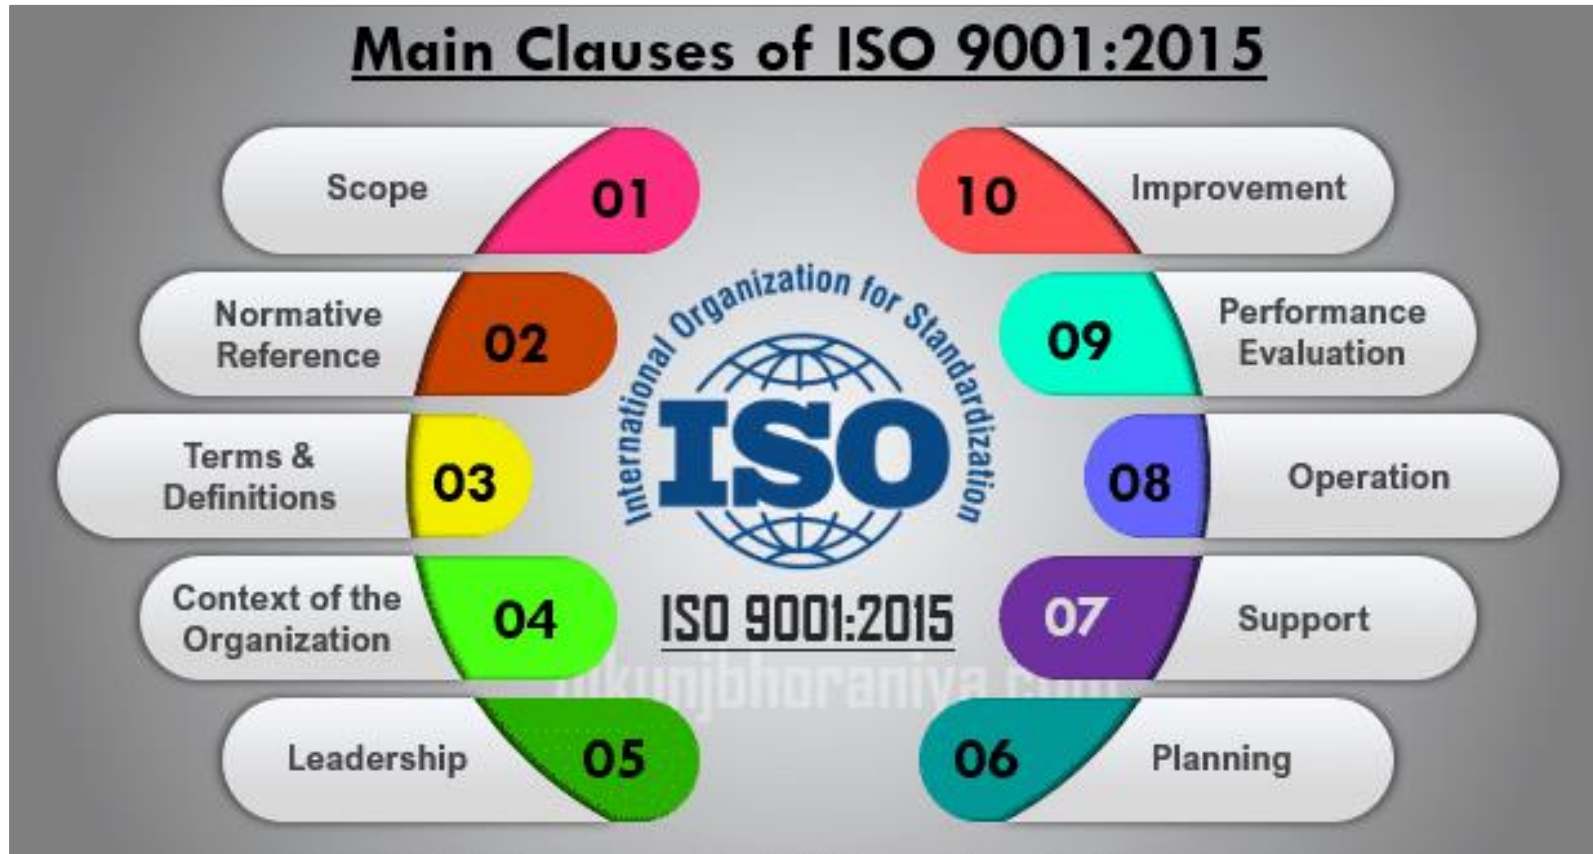 Main Clauses of ISO 9001:2015
Scope
01
Normative
Reference
02
Terms &
Definitions
03
Context of the
Organization
04
Leadership
05
10
Improvement
09
Performance
Evaluation
08
Operation
07
Support
06
Planning
International Organization for Standardization
ISO
ISO 9001:2015